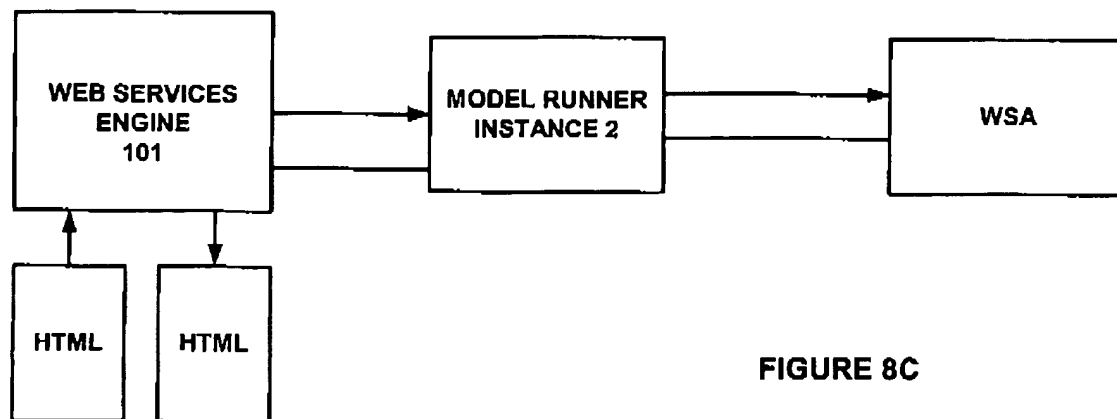 WEB SERVICES
ENGINE
101
MODEL RUNNER
INSTANCE 2
WSA
HTML
HTML
FIGURE 8C